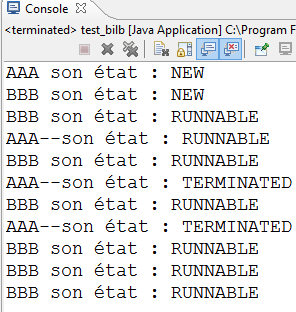 Console
<terminated> test_bilb [Java Application] C:\Program F
AAA son état : NEW
BBB son état : NEW
BBB son état : RUNNABLE
AAA--son état : RUNNABLE
BBB son état : RUNNABLE
AAA--son état : TERMINATED
BBB son état : RUNNABLE
AAA--son état : TERMINATED
BBB son état : RUNNABLE
BBB son état : RUNNABLE
BBB son état : RUNNABLE